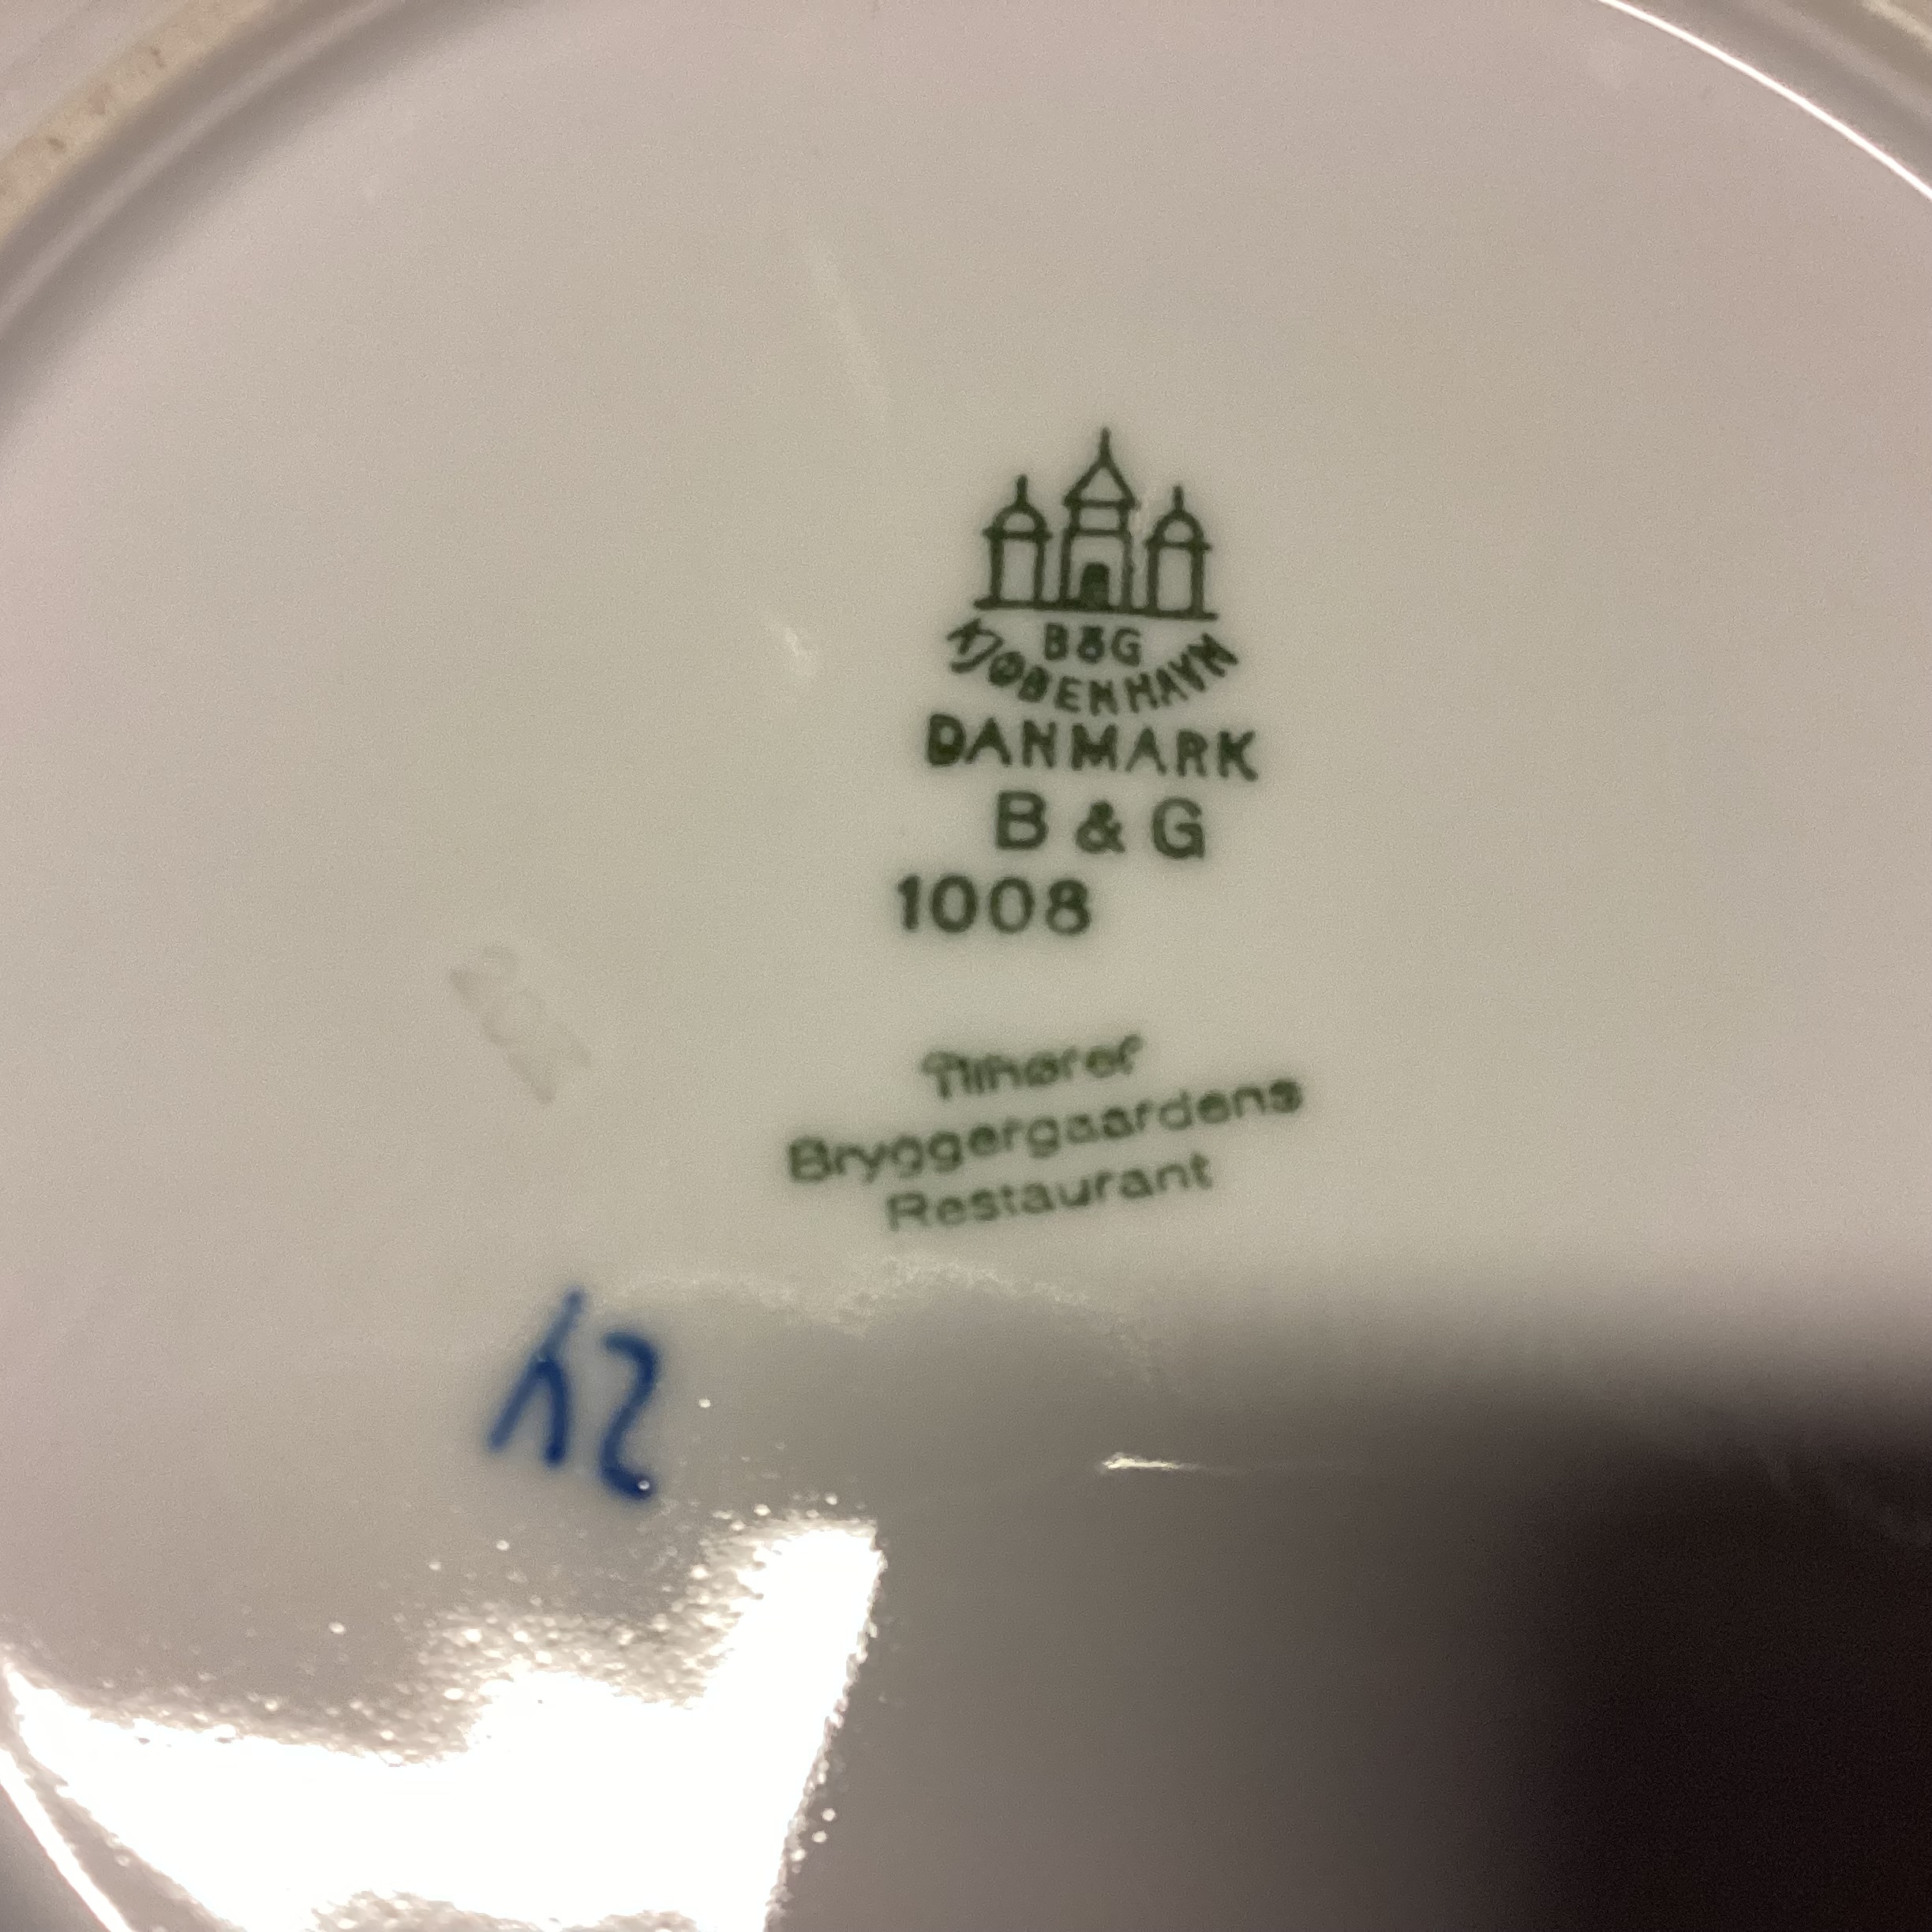 B&G
KJØBENHAVN
DANMARK
B & G
1008
Tilhører
Bryggergaardens
Restaurant